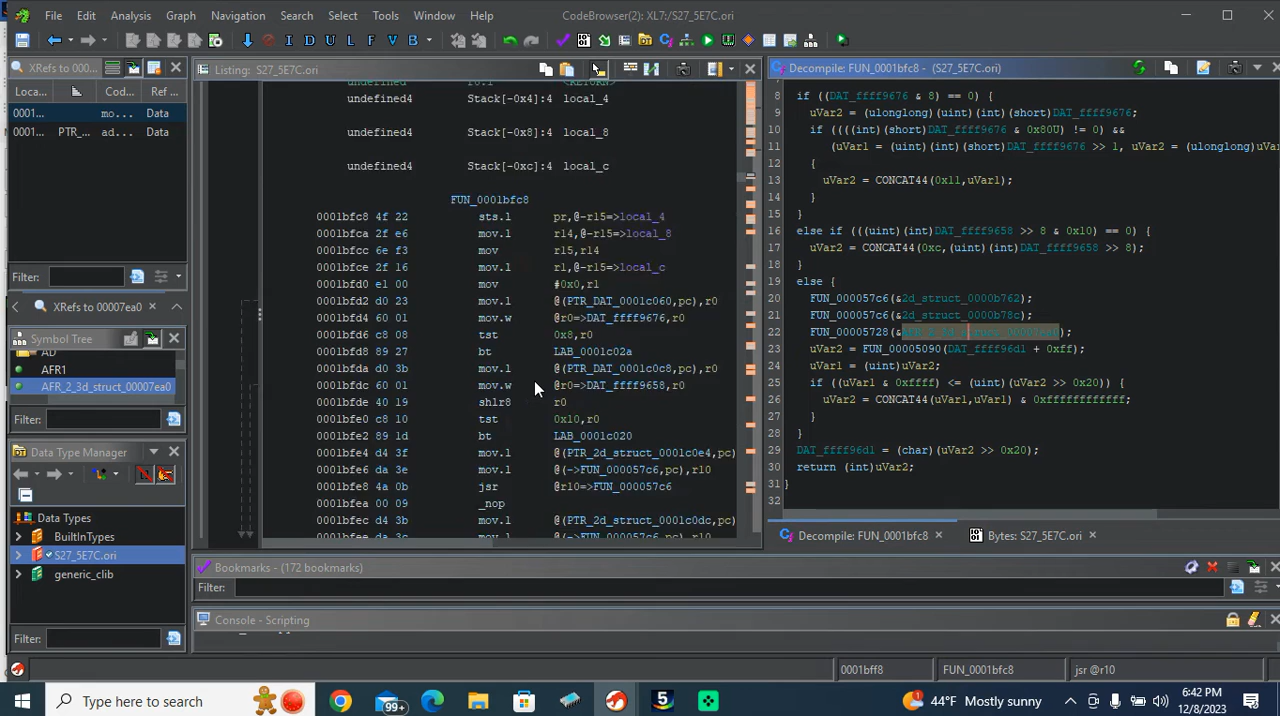 File Edit Analysis Graph Navigation Search Select Tools Window Help
CodeBrowser(2): XL7:/S27_5E7C.ori
I D U L F V B
XRefs to 000...
Loca... Cod... Ref ...
0001... mo... Data
0001... PTR_... ad... Data
Filter:
XRefs to 00007ea0
Symbol Tree
AD
AFR1
AFR_2_3d_struct_00007ea0
Filter:
Data Type Manager
Data Types
BuiltInTypes
S27_5E7C.ori
generic_clib
Filter:
Listing: S27_5E7C.ori
undefined4 Stack[-0x4]:4 local_4
undefined4 Stack[-0x8]:4 local_8
undefined4 Stack[-0xc]:4 local_c
FUN_0001bfc8
0001bfc8 4f 22 sts.l pr,@-r15=>local_4
0001bfca 2f e6 mov.l r14,@-r15=>local_8
0001bfcc 6e f3 mov r15,r14
0001bfce 2f 16 mov.l r1,@-r15=>local_c
0001bfd0 e1 00 mov #0x0,r1
0001bfd2 d0 23 mov.l @(PTR_DAT_0001c060,pc),r0
0001bfd4 60 01 mov.w @r0=>DAT_ffff9676,r0
0001bfd6 c8 08 tst 0x8,r0
0001bfd8 89 27 bt LAB_0001c02a
0001bfda d0 3b mov.l @(PTR_DAT_0001c0c8,pc),r0
0001bfdc 60 01 mov.w @r0=>DAT_ffff9658,r0
0001bfde 40 19 shlr8 r0
0001bfe0 c8 10 tst 0x10,r0
0001bfe2 89 1d bt LAB_0001c020
0001bfe4 d4 3f mov.l @(PTR_2d_struct_0001c0e4,pc)
0001bfe6 da 3e mov.l @(->FUN_000057c6,pc),r10
0001bfe8 4a 0b jsr @r10=>FUN_000057c6
0001bfea 00 09 _nop
0001bfec d4 3b mov.l @(PTR_2d_struct_0001c0dc,pc)
Decompile: FUN_0001bfc8 - (S27_5E7C.ori)
8 if ((DAT_ffff9676 & 8) == 0) {
9 uVar2 = (ulonglong)(uint)(int)(short)DAT_ffff9676;
10 if ((((int)(short)DAT_ffff9676 & 0x80U) != 0) &&
11 (uVar1 = (uint)(int)(short)DAT_ffff9676 >> 1, uVar2 = (ulonglong)(ui
12 {
13 uVar2 = CONCAT44(0x11,uVar1);
14 }
15 }
16 else if (((uint)(int)DAT_ffff9658 >> 8 & 0x10) == 0) {
17 uVar2 = CONCAT44(0xc,(uint)(int)DAT_ffff9658 >> 8);
18 }
19 else {
20 FUN_000057c6(&2d_struct_0000b762);
21 FUN_000057c6(&2d_struct_0000b78c);
22 FUN_00005728(&AFR_2_3d_struct_00007ea0);
23 uVar2 = FUN_00005090(DAT_ffff96d1 + 0xff);
24 uVar1 = (uint)uVar2;
25 if ((uVar1 & 0xffff) <= (uint)(uVar2 >> 0x20)) {
26 uVar2 = CONCAT44(uVar1,uVar1) & 0xffffffffffff;
27 }
28 }
29 DAT_ffff96d1 = (char)(uVar2 >> 0x20);
30 return (int)uVar2;
31 }
32
Decompile: FUN_0001bfc8 Bytes: S27_5E7C.ori
Bookmarks - (172 bookmarks)
Filter:
Console - Scripting
0001bff8 FUN_0001bfc8 jsr @r10
Type here to search
99+
5
44°F Mostly sunny
6:42 PM
12/8/2023